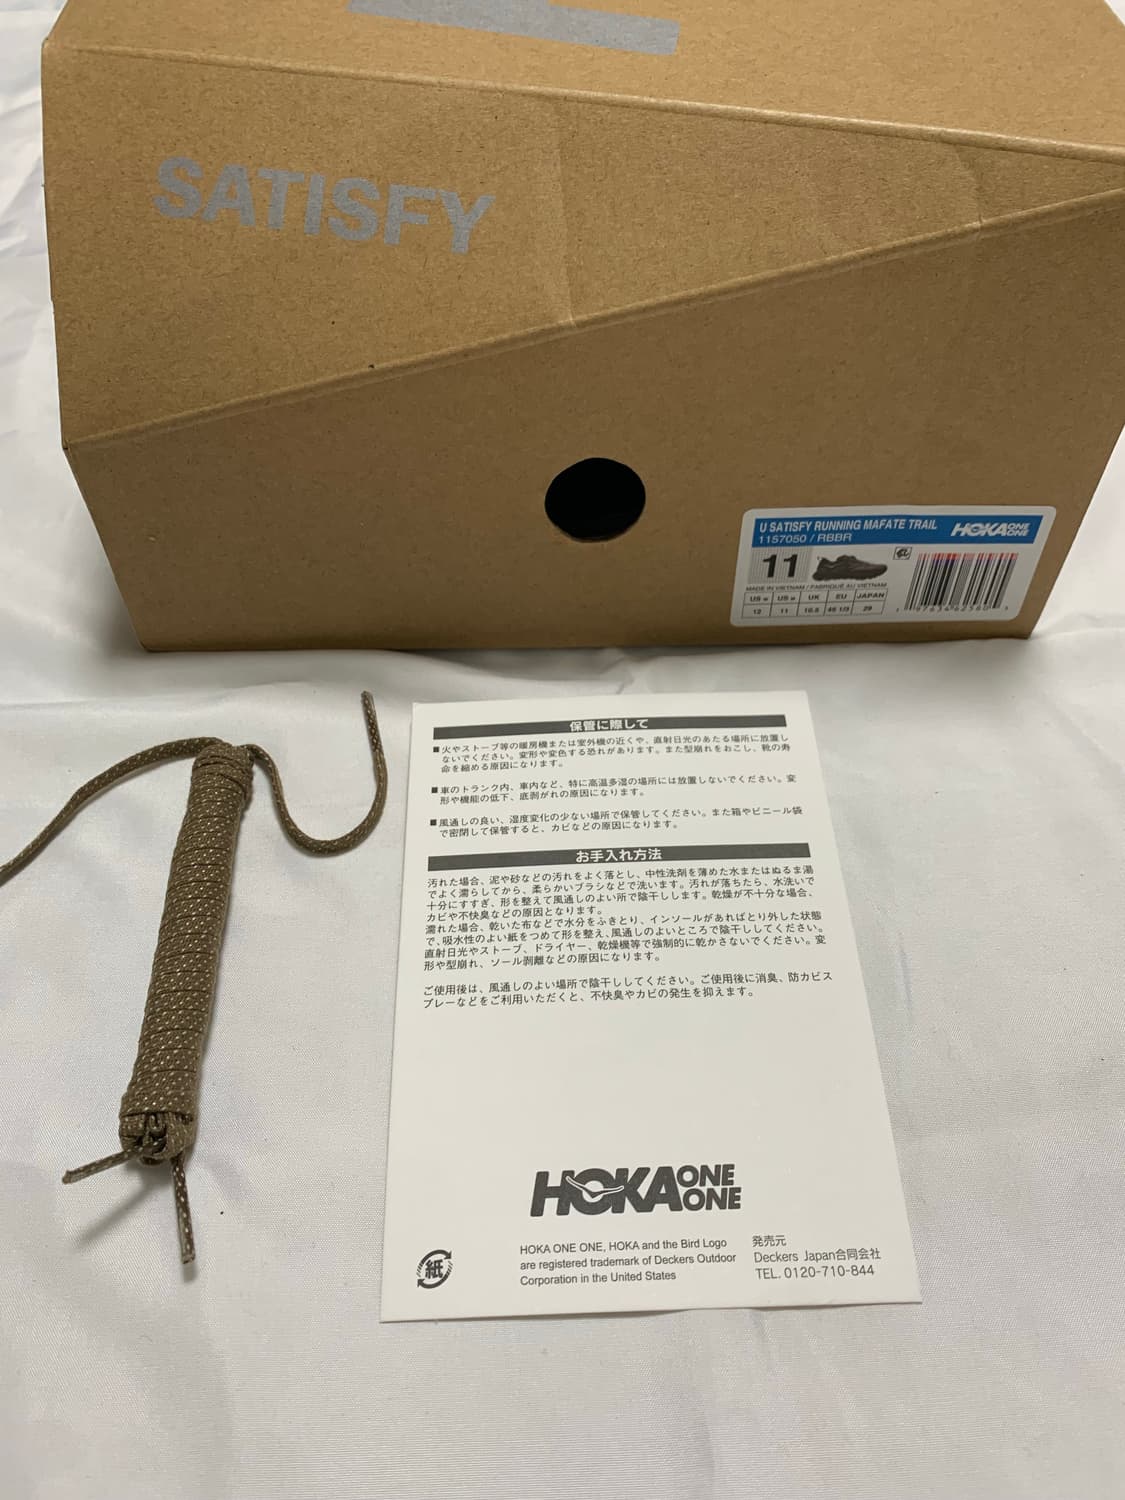 SATISFY
U SATISFY RUNNING MAFATE TRAIL
HOKA ONE ONE
1157050 / RBBR
11
MADE IN VIETNAM / FABRIQUÉ AU VIETNAM
US W US M UK EU JAPAN
12 11 10.5 45 1/3 29
保管に際して
■火やストーブ等の暖房機または室外機の近くや、直射日光のあたる場所に放置し
ないでください。変形や変色する恐れがあります。また型崩れをおこし、靴の寿
命を縮める原因になります。
■車のトランク内、車内など、特に高温多湿の場所には放置しないでください。変
形や機能の低下、底剥がれの原因になります。
■風通しの良い、湿度変化の少ない場所で保管してください。また箱やビニール袋
で密閉して保管すると、カビなどの原因になります。
お手入れ方法
汚れた場合、泥や砂などの汚れをよく落とし、中性洗剤を薄めた水またはぬるま湯
でよく濡らしてから、柔らかいブラシなどで洗います。汚れが落ちたら、水洗いで
十分にすすぎ、形を整えて風通しのよい所で陰干しします。乾燥が不十分な場合、
カビや不快臭などの原因となります。
濡れた場合、乾いた布などで水分をふきとり、インソールがあればとり外した状態
で、吸水性のよい紙をつめて形を整え、風通しのよいところで陰干ししてください。
直射日光やストーブ、ドライヤー、乾燥機等で強制的に乾かさないでください。変
形や型崩れ、ソール剥離などの原因になります。
ご使用後は、風通しのよい場所で陰干ししてください。ご使用後に消臭、防カビス
プレーなどをご利用いただくと、不快臭やカビの発生を抑えます。
HOKA ONE ONE
紙
HOKA ONE ONE, HOKA and the Bird Logo
are registered trademark of Deckers Outdoor
Corporation in the United States
発売元
Deckers Japan合同会社
TEL. 0120-710-844